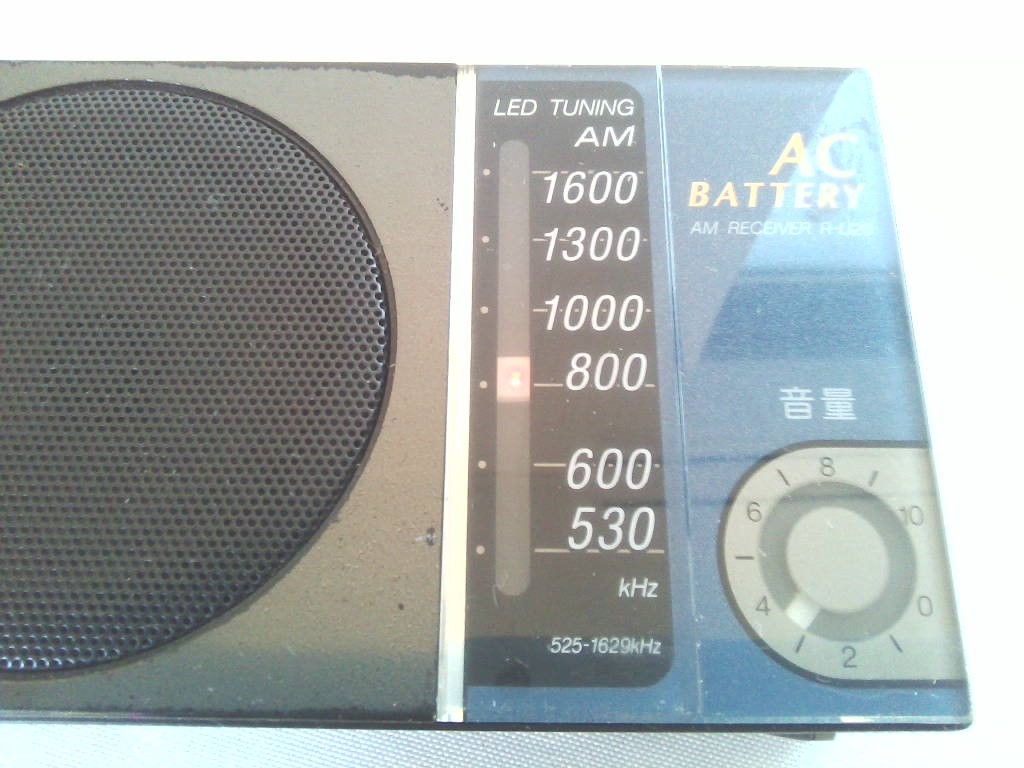 LED TUNING
AM
1600
1300
1000
800
600
530
kHz
525-1629kHz
AC
BATTERY
AM RECEIVER
音量
8
6
10
4
0
2